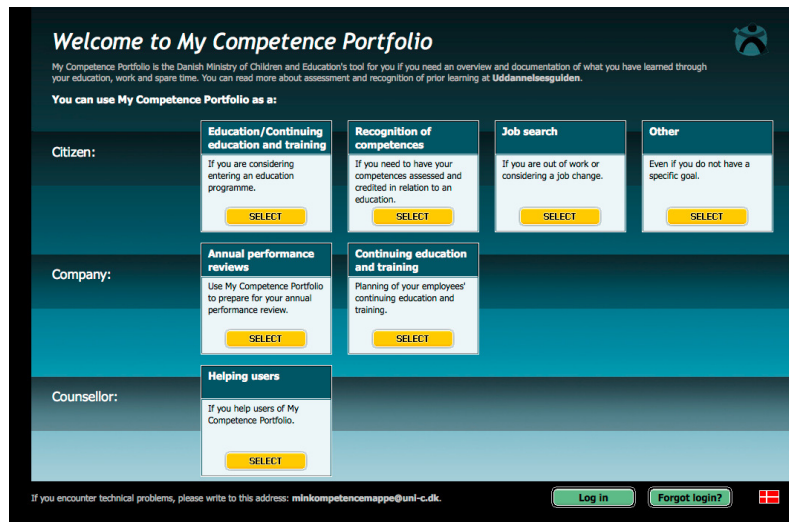 Welcome to My Competence Portfolio
My Competence Portfolio is the Danish Ministry of Children and Education's tool for you if you need an overview and documentation of what you have learned through
your education, work and spare time. You can read more about assessment and recognition of prior learning at Uddannelsesguiden.
You can use My Competence Portfolio as a:
Citizen:
Education/Continuing
education and training
If you are considering
entering an education
programme.
SELECT
Recognition of
competences
If you need to have your
competences assessed and
credited in relation to an
education.
SELECT
Job search
If you are out of work or
considering a job change.
SELECT
Other
Even if you do not have a
specific goal.
SELECT
Company:
Annual performance
reviews
Use My Competence Portfolio
to prepare for your annual
performance review.
SELECT
Continuing education
and training
Planning of your employees'
continuing education and
training.
SELECT
Counsellor:
Helping users
If you help users of My
Competence Portfolio.
SELECT
If you encounter technical problems, please write to this address: minkompetencemappe@uni-c.dk.
Log in
Forgot login?